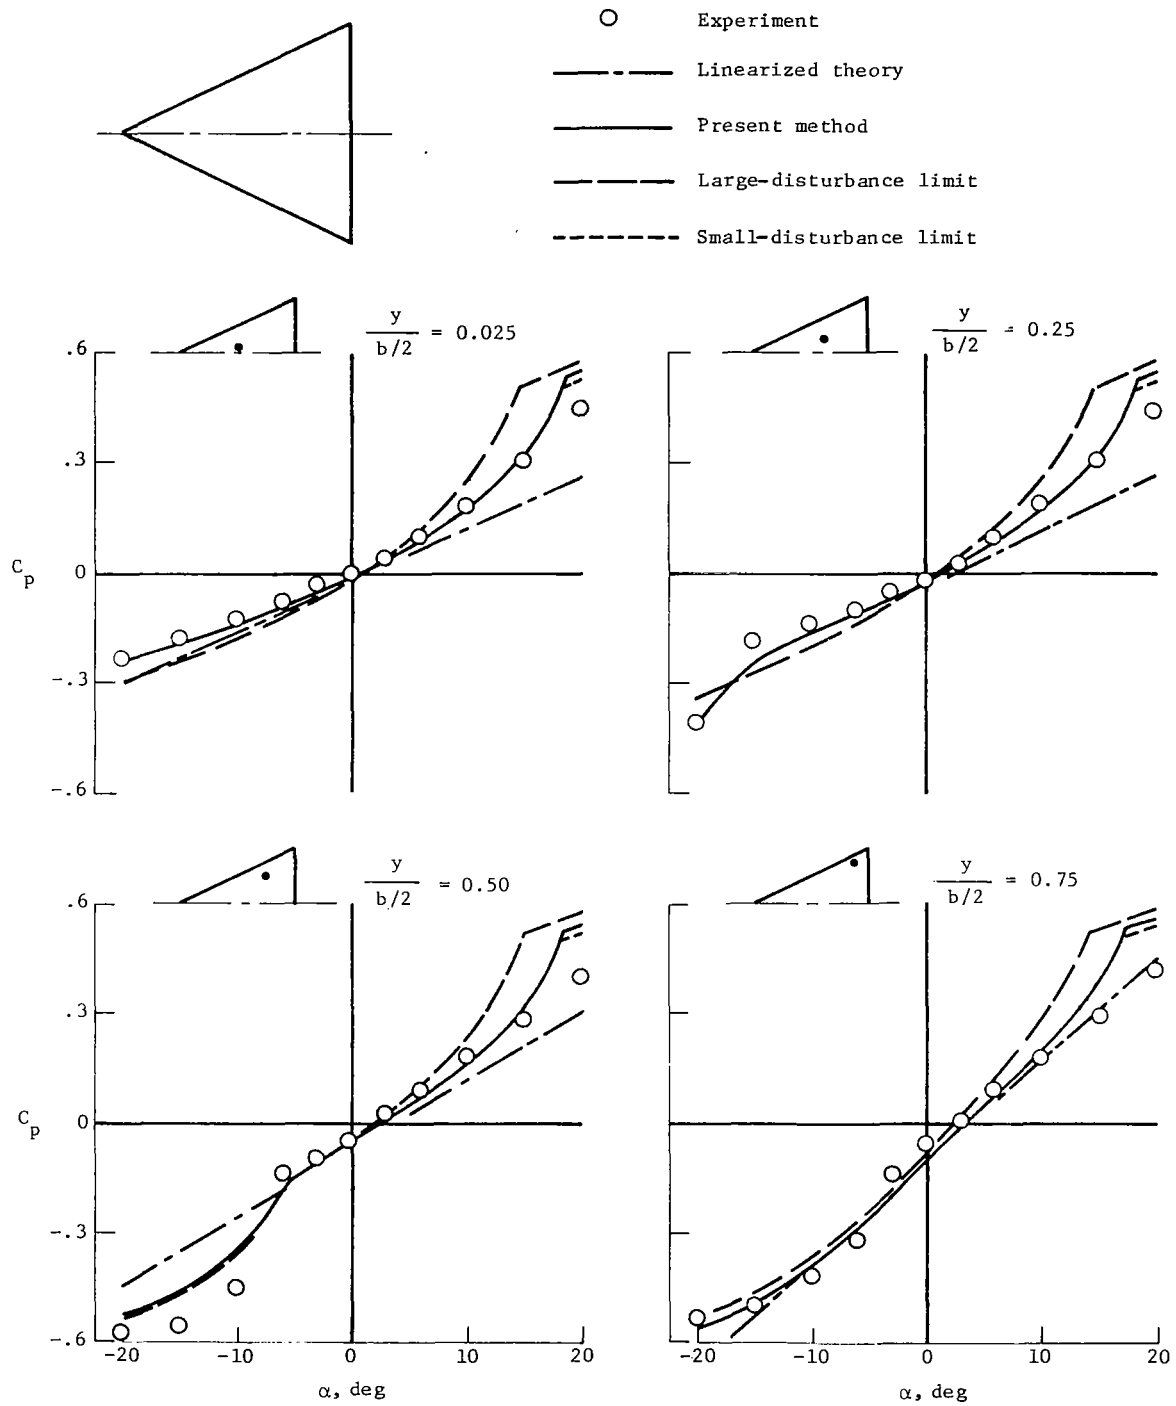 Experiment
Linearized theory
Present method
Large-disturbance limit
Small-disturbance limit
y
b/2 = 0.025
y
b/2 = 0.25
.6
.3
C_p 0
-.3
-.6
y
b/2 = 0.50
y
b/2 = 0.75
.6
.3
C_p 0
-.3
-.6
-20 -10 0 10 20
α, deg
-20 -10 0 10 20
α, deg